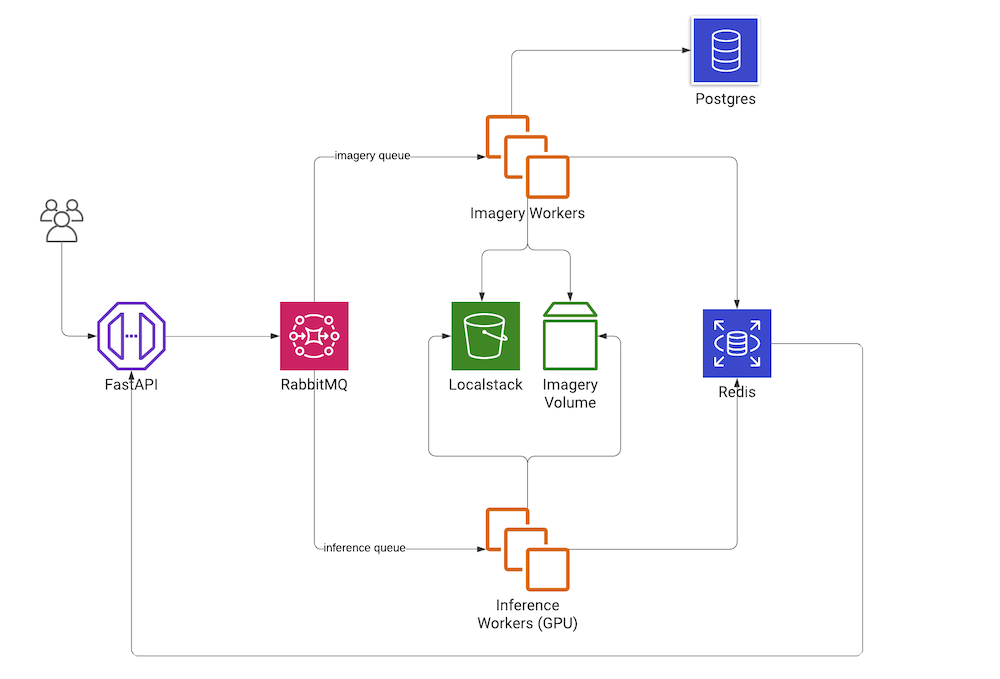 Postgres
imagery queue
Imagery Workers
FastAPI
RabbitMQ
Localstack
Imagery
Volume
Redis
inference queue
Inference
Workers (GPU)